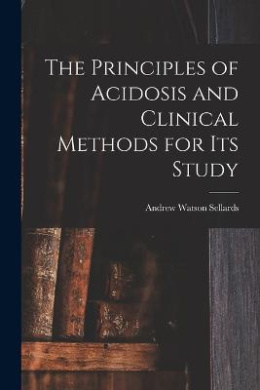 The Principles of
Acidosis and
Clinical
Methods for Its
Study
Andrew Watson Sellards